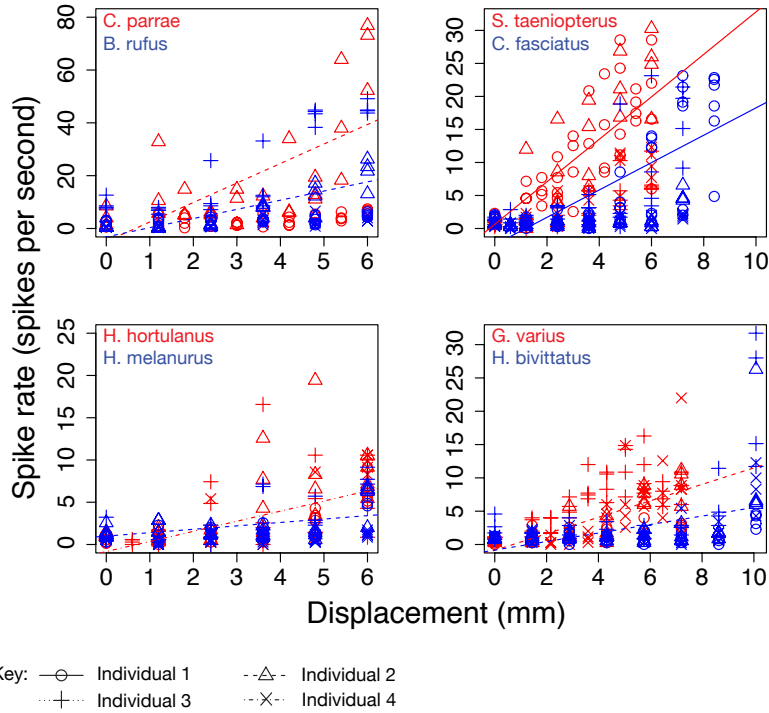 C. parrae
B. rufus
0 20 40 60 80
0 1 2 3 4 5 6
S. taeniopterus
C. fasciatus
0 5 10 15 20 30
0 2 4 6 8 10
H. hortulanus
H. melanurus
0 5 10 15 20 25
0 1 2 3 4 5 6
G. varius
H. bivittatus
0 5 10 15 20 30
0 2 4 6 8 10
Spike rate (spikes per second)
Displacement (mm)
Key: Individual 1 Individual 2
Individual 3 Individual 4